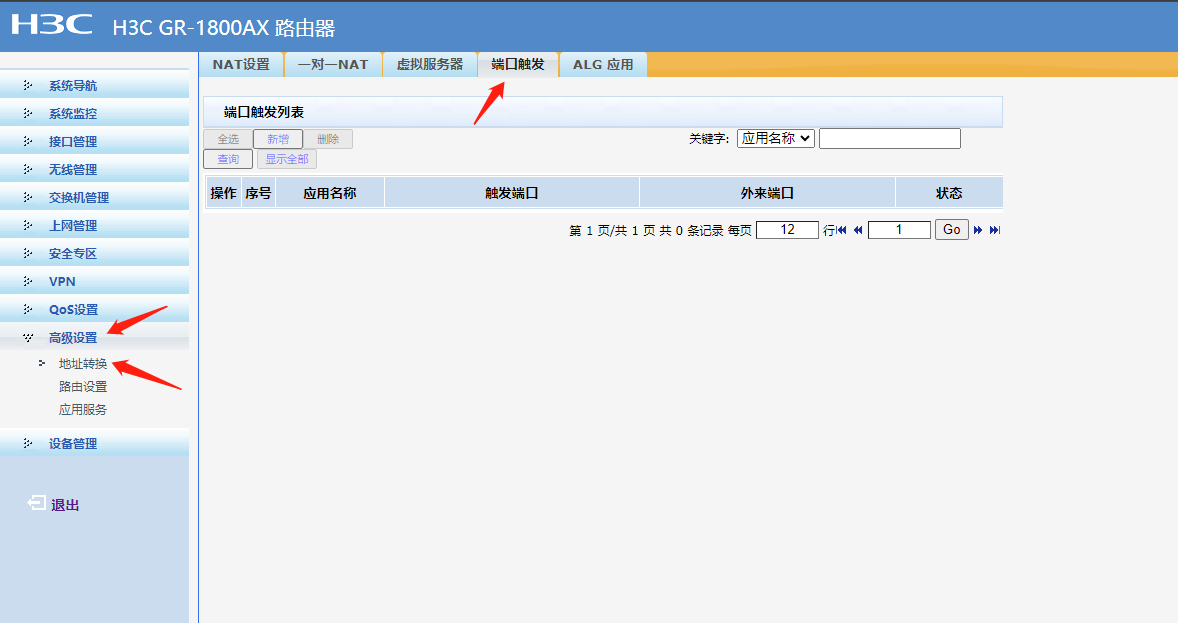 H3C H3C GR-1800AX 路由器
NAT设置 一对一NAT 虚拟服务器 端口触发 ALG 应用
系统导航
系统监控
接口管理
无线管理
交换机管理
上网管理
安全专区
VPN
QoS设置
高级设置
地址转换
路由设置
应用服务
设备管理
退出
端口触发列表
全选 新增 删除 关键字: 应用名称
查询 显示全部
操作 序号 应用名称 触发端口 外来端口 状态
第 1 页/共 1 页 共 0 条记录 每页 12 行 1 Go